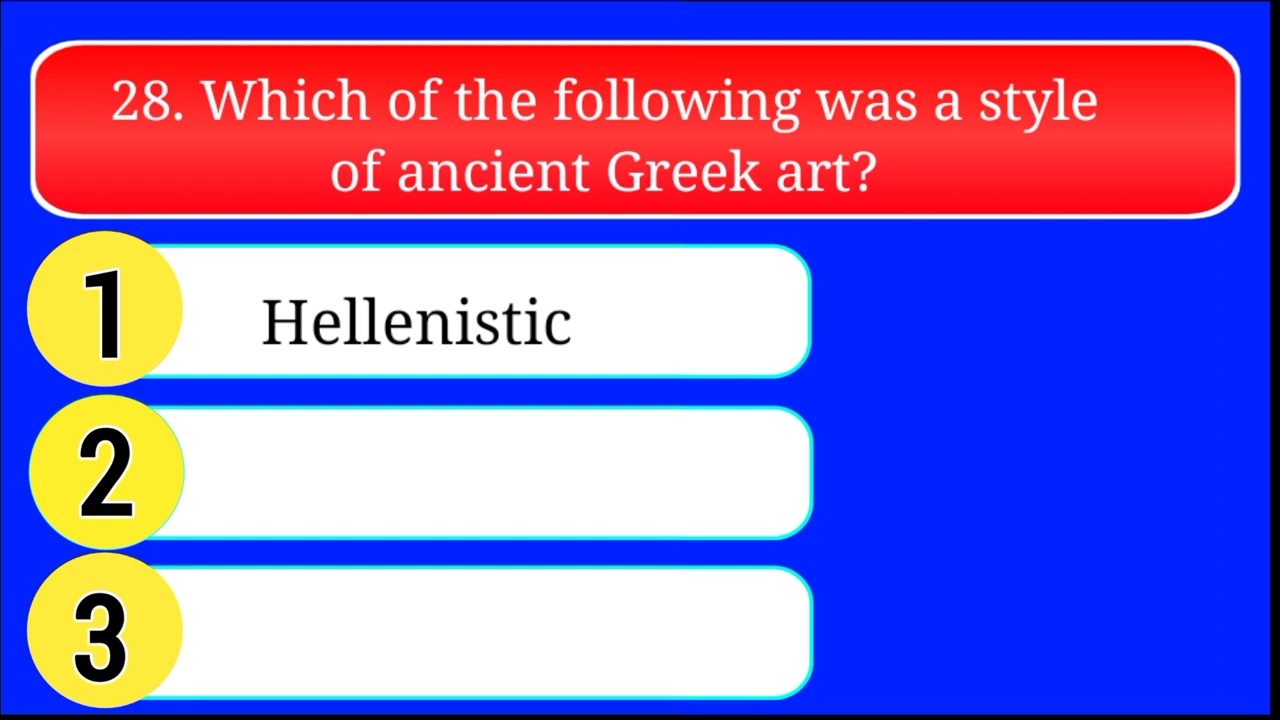 28. Which of the following was a style
of ancient Greek art?
1 Hellenistic
2
3